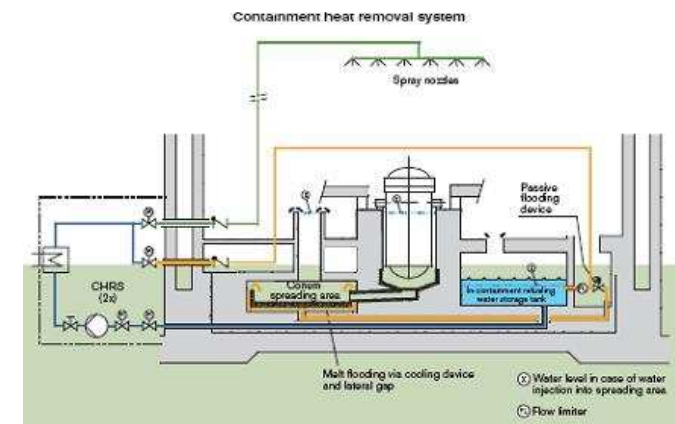 Containment heat removal system
Spray nozzles
Passive
flooding
device
CHRS
(2x)
Corium
spreading area
In containment refueling
water storage tank
Melt flooding via cooling device
and lateral gap
Water level in case of water
injection into spreading area
Flow limiter